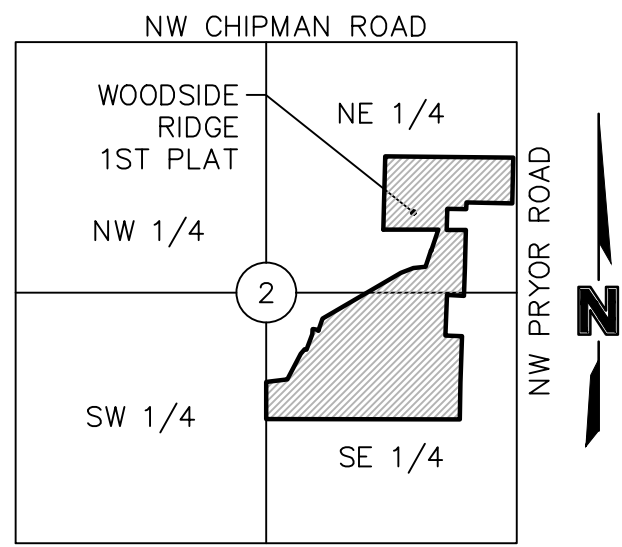 NW CHIPMAN ROAD
WOODSIDE
RIDGE
1ST PLAT
NE 1/4
NW 1/4
NW PRYOR ROAD
N
2
SW 1/4
SE 1/4